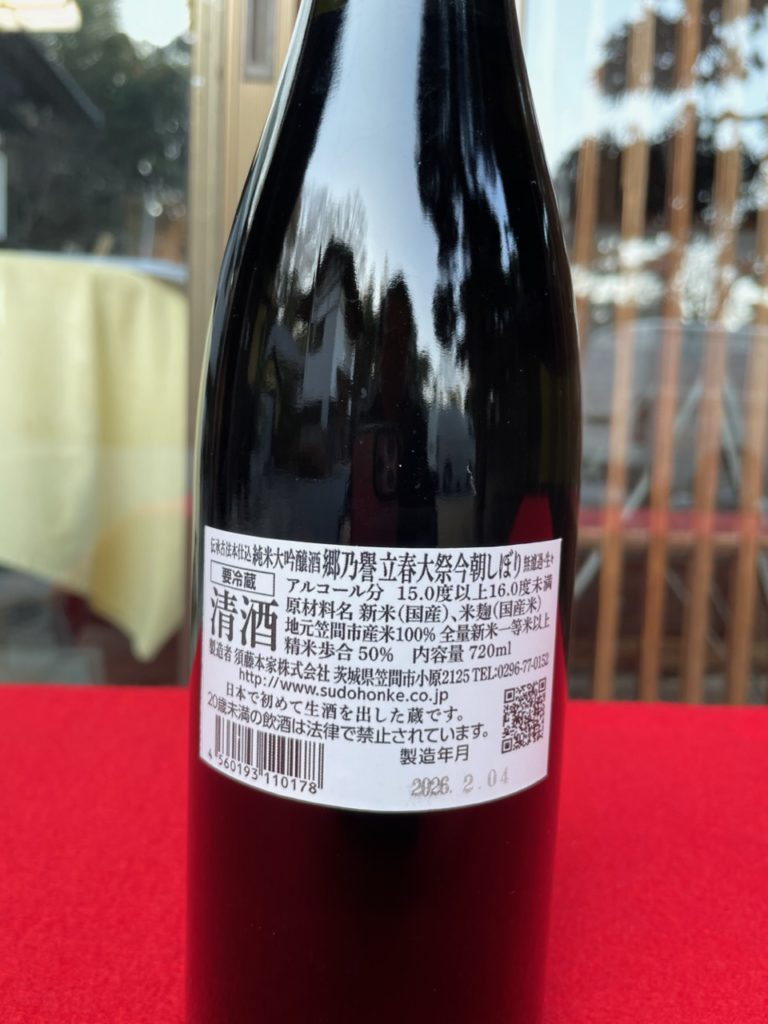 伝承古法本仕込 純米大吟醸酒 郷乃譽 立春大祭今朝しぼり 無濾過・生々
要冷蔵
アルコール分 15.0度以上16.0度未満
清酒
原材料名 新米(国産)、米麹(国産米)
地元笠間市産米100% 全量新米一等米以上
精米歩合 50% 内容量 720ml
製造者 須藤本家株式会社 茨城県笠間市小原2125 TEL:0296-77-0152
http://www.sudohonke.co.jp
日本で初めて生酒を出した蔵です。
20歳未満の飲酒は法律で禁止されています。
製造年月
4560193110178
2026. 2.04